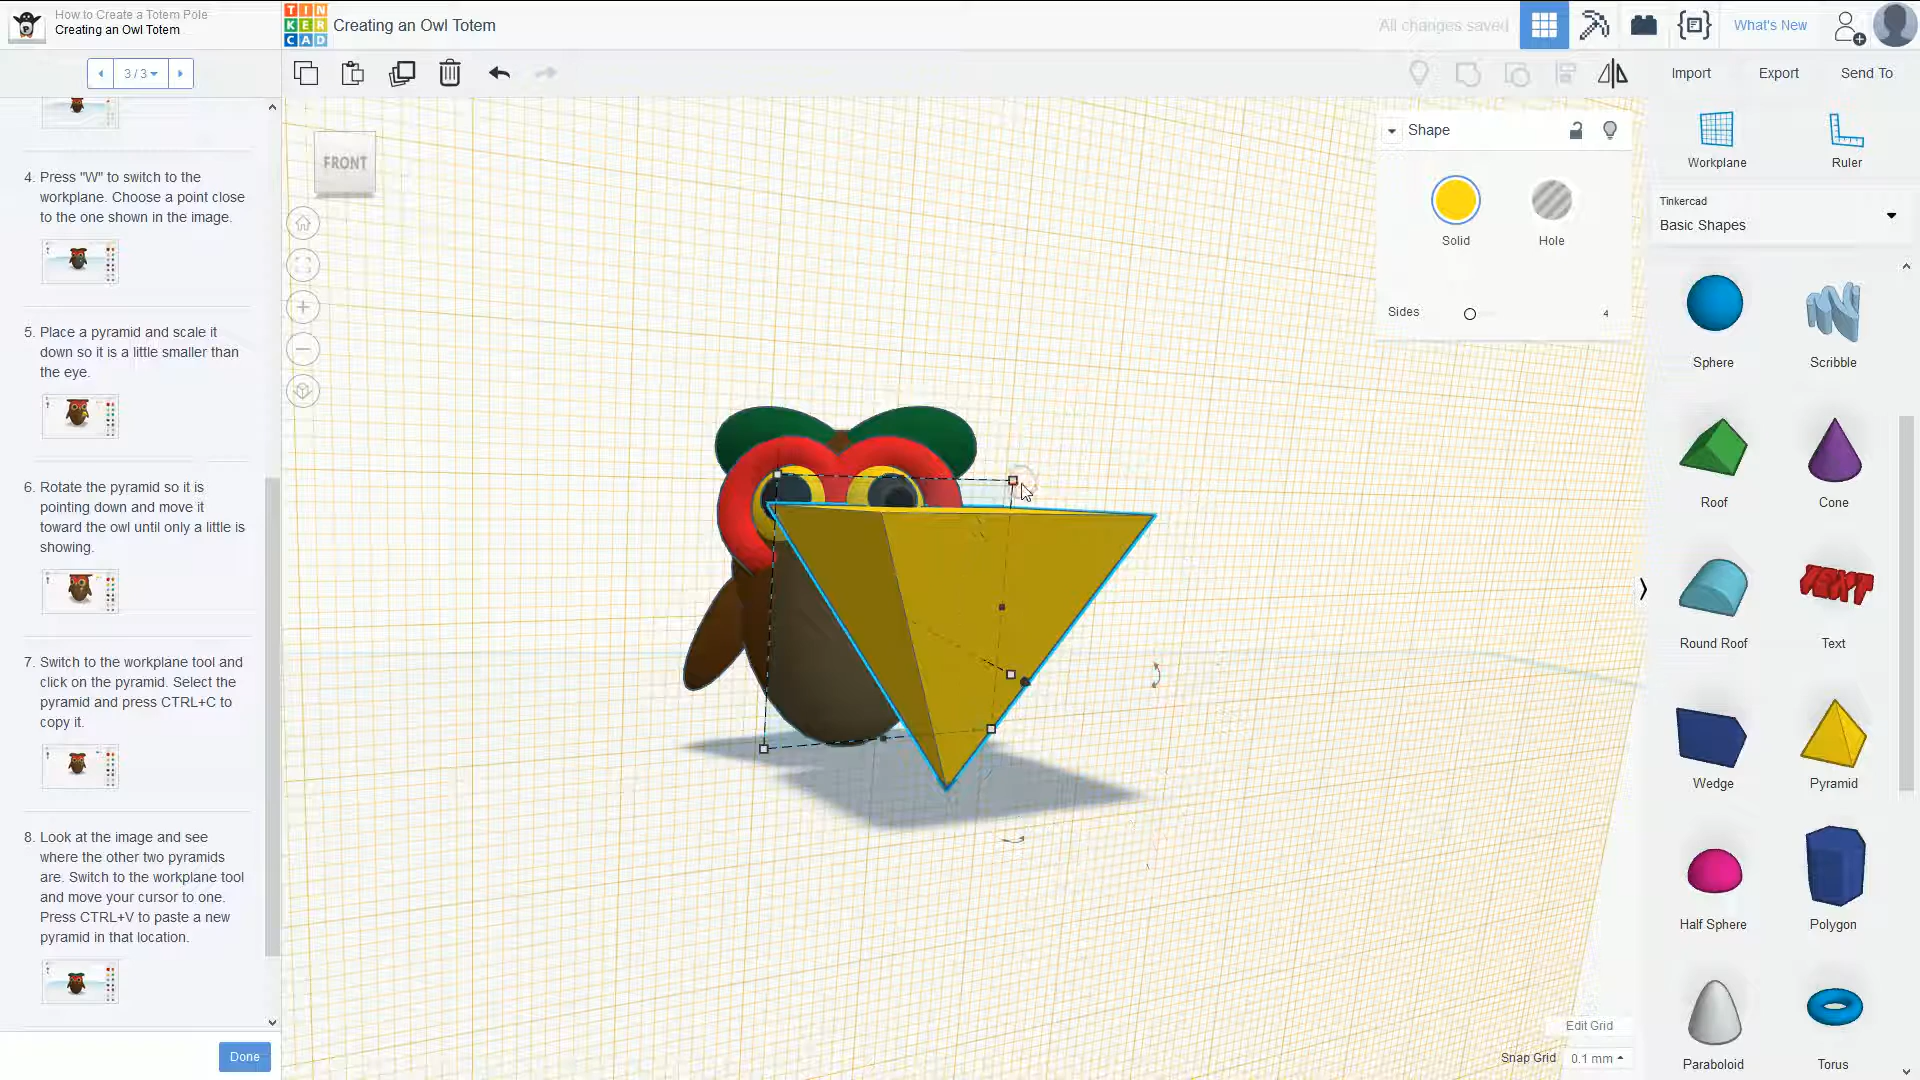 How to Create a Totem Pole
Creating an Owl Totem
TIN
KER
CAD
Creating an Owl Totem
All changes saved
What's New
3 / 3
Import
Export
Send To
4. Press "W" to switch to the
workplane. Choose a point close
to the one shown in the image.
5. Place a pyramid and scale it
down so it is a little smaller than
the eye.
6. Rotate the pyramid so it is
pointing down and move it
toward the owl until only a little is
showing.
7. Switch to the workplane tool and
click on the pyramid. Select the
pyramid and press CTRL+C to
copy it.
8. Look at the image and see
where the other two pyramids
are. Switch to the workplane tool
and move your cursor to one.
Press CTRL+V to paste a new
pyramid in that location.
Done
FRONT
Shape
Solid
Hole
Sides
4
Edit Grid
Snap Grid
0.1 mm
Workplane
Ruler
Tinkercad
Basic Shapes
Sphere
Scribble
Roof
Cone
Round Roof
TEXT
Text
Wedge
Pyramid
Half Sphere
Polygon
Paraboloid
Torus